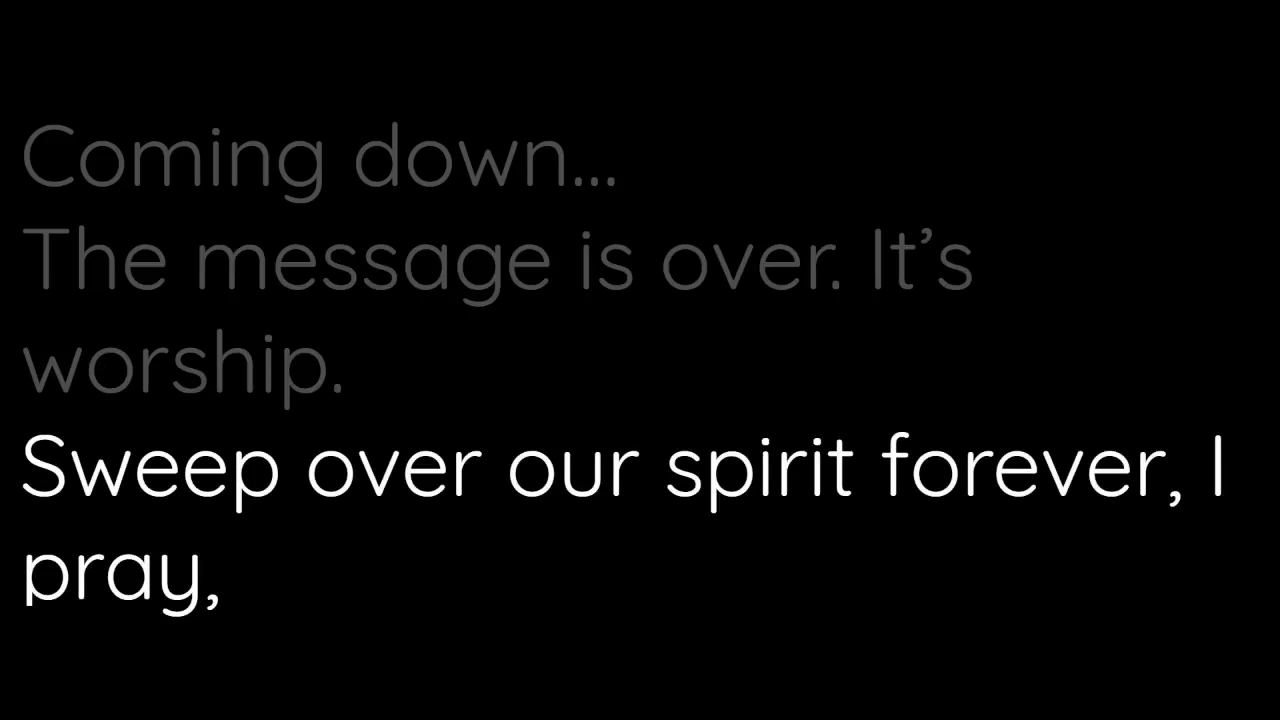 Coming down...
The message is over. It’s
worship.
Sweep over our spirit forever, I
pray,